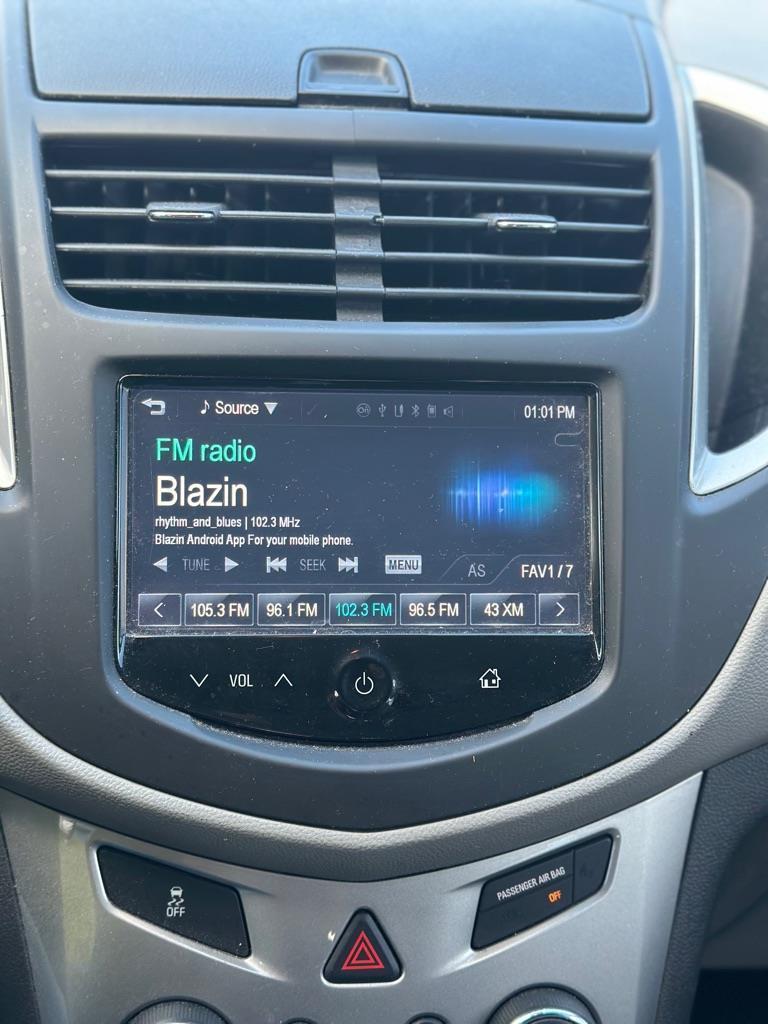 Source 01:01 PM
FM radio
Blazin
rhythm_and_blues | 102.3 MHz
Blazin Android App For your mobile phone.
TUNE SEEK MENU AS FAV1/7
105.3 FM 96.1 FM 102.3 FM 96.5 FM 43 XM
VOL
PASSENGER AIR BAG
OFF
OFF